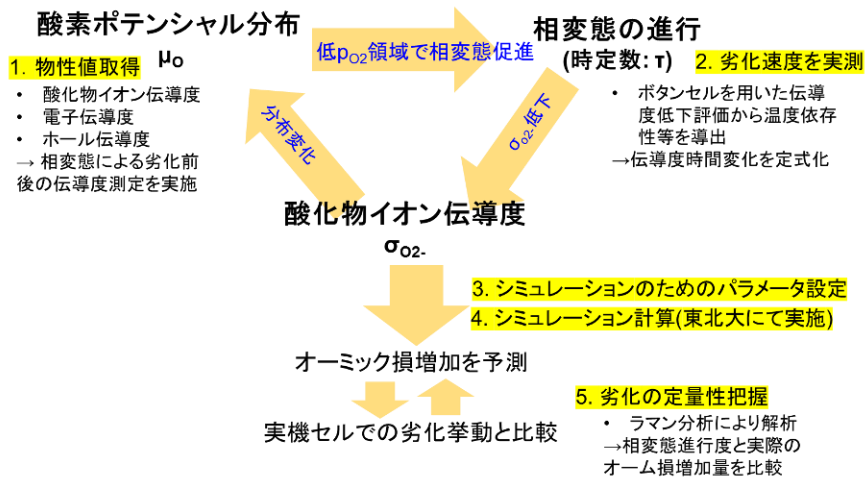 酸素ポテンシャル分布
μO
1. 物性値取得
• 酸化物イオン伝導度
• 電子伝導度
• ホール伝導度
→ 相変態による劣化前
後の伝導度測定を実施
低pO2領域で相変態促進
相変態の進行
(時定数: τ)
2. 劣化速度を実測
• ボタンセルを用いた伝導
度低下評価から温度依存
性等を導出
→伝導度時間変化を定式化
分布変化
σO2-低下
酸化物イオン伝導度
σO2-
3. シミュレーションのためのパラメータ設定
4. シミュレーション計算(東北大にて実施)
オーミック損増加を予測
5. 劣化の定量性把握
• ラマン分析により解析
→相変態進行度と実際の
オーム損増加量を比較
実機セルでの劣化挙動と比較